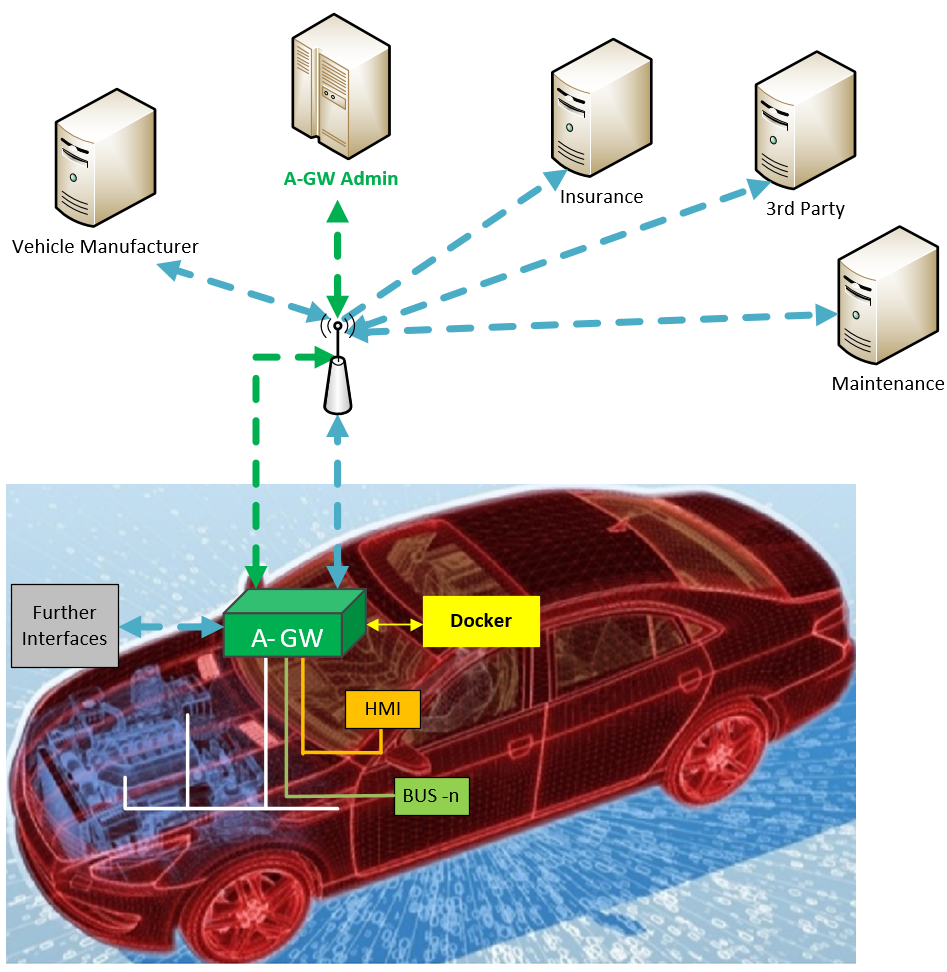 A-GW Admin
Insurance
3rd Party
Vehicle Manufacturer
Maintenance
Further
Interfaces
A- GW
Docker
HMI
BUS -n